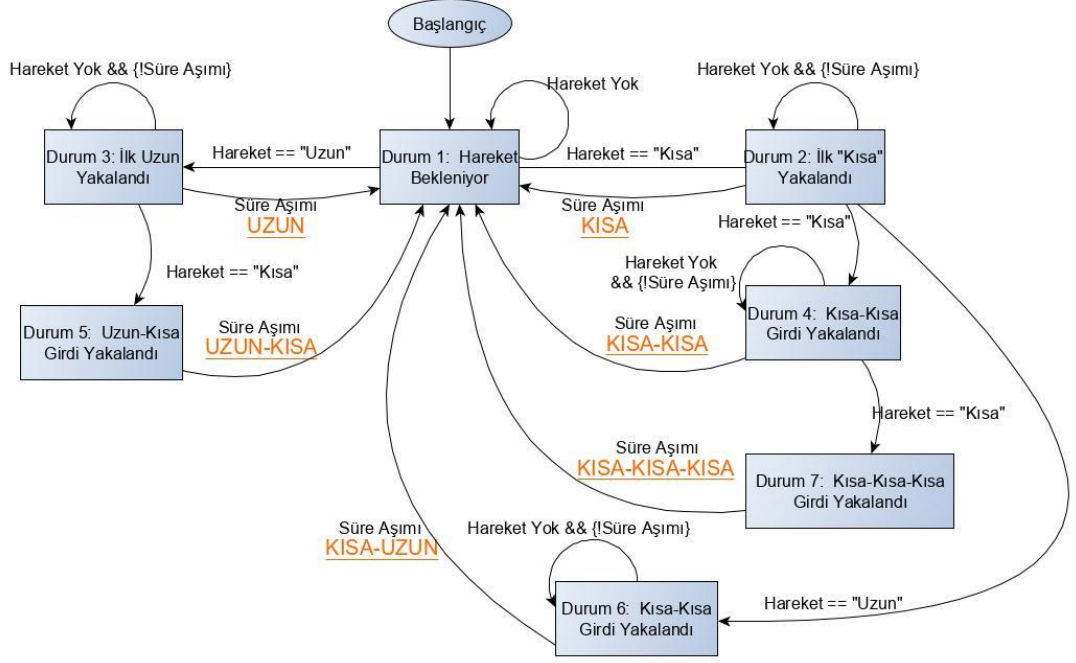 Başlangıç
Hareket Yok && {!Süre Aşımı}
Hareket Yok
Hareket Yok && {!Süre Aşımı}
Durum 3: İlk Uzun
Yakalandı
Hareket == "Uzun"
Durum 1: Hareket
Bekleniyor
Hareket == "Kısa"
Durum 2: İlk "Kısa"
Yakalandı
Süre Aşımı
UZUN
Süre Aşımı
KISA
Hareket == "Kısa"
Hareket == "Kısa"
Hareket Yok
&& {!Süre Aşımı}
Durum 5: Uzun-Kısa
Girdi Yakalandı
Süre Aşımı
UZUN-KISA
Süre Aşımı
KISA-KISA
Durum 4: Kısa-Kısa
Girdi Yakalandı
Hareket == "Kısa"
Süre Aşımı
KISA-KISA-KISA
Durum 7: Kısa-Kısa-Kısa
Girdi Yakalandı
Süre Aşımı
KISA-UZUN
Hareket Yok && {!Süre Aşımı}
Durum 6: Kısa-Kısa
Girdi Yakalandı
Hareket == "Uzun"